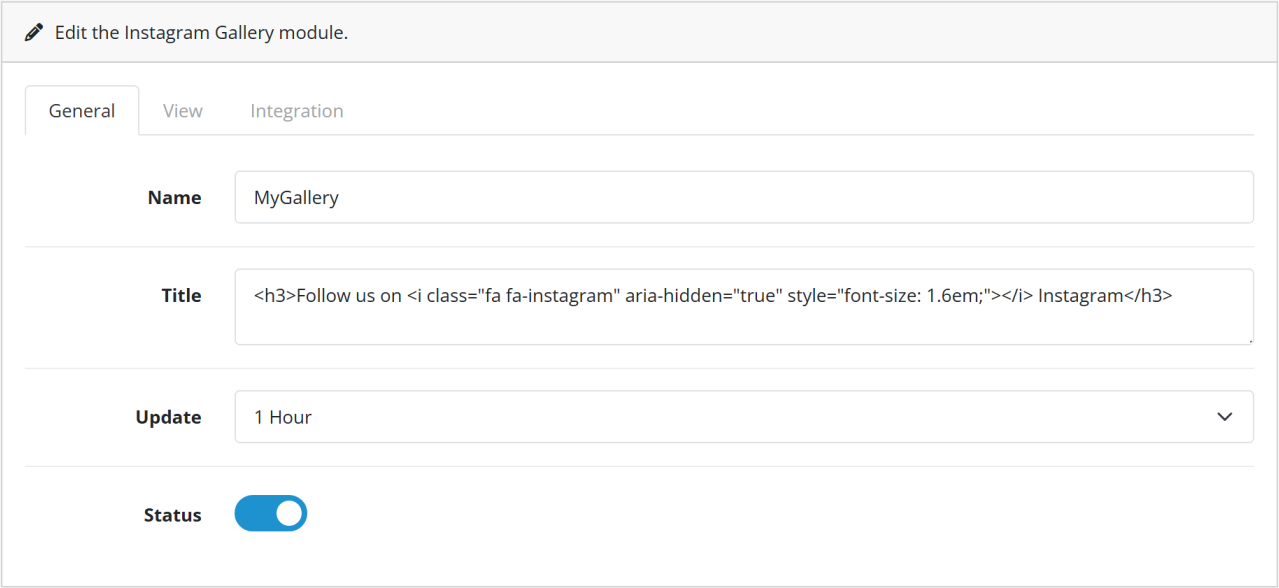 Edit the Instagram Gallery module.
General View Integration
Name MyGallery
Title <h3>Follow us on <i class="fa fa-instagram" aria-hidden="true" style="font-size: 1.6em;"></i> Instagram</h3>
Update 1 Hour
Status